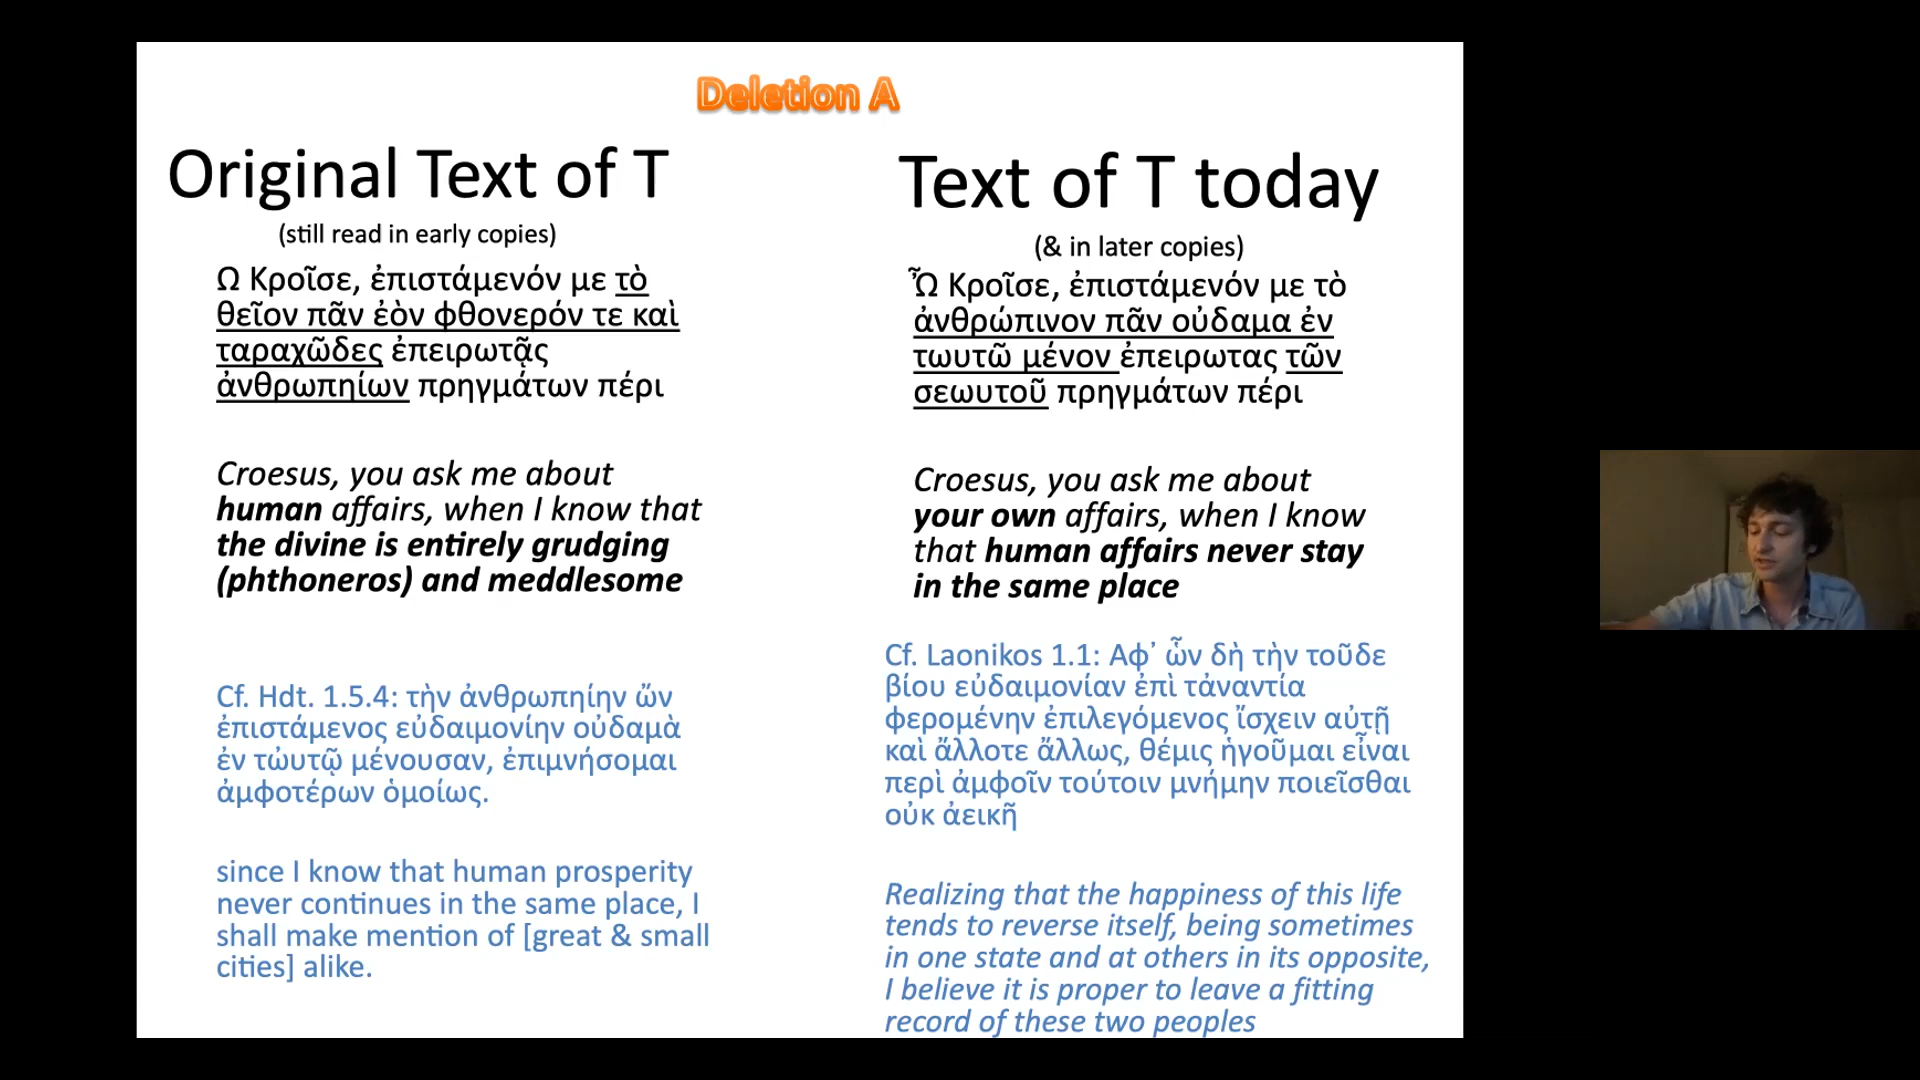 Deletion A
Original Text of T
(still read in early copies)
Ω Κροῖσε, ἐπιστάμενόν με τὸ
θεῖον πᾶν ἐὸν φθονερόν τε καὶ
ταραχῶδες ἐπειρωτᾷς
ἀνθρωπηίων πρηγμάτων πέρι
Croesus, you ask me about
human affairs, when I know that
the divine is entirely grudging
(phthoneros) and meddlesome
Cf. Hdt. 1.5.4: τὴν ἀνθρωπηίην ὤν
ἐπιστάμενος εὐδαιμονίην οὐδαμὰ
ἐν τὠυτῷ μένουσαν, ἐπιμνήσομαι
ἀμφοτέρων ὁμοίως.
since I know that human prosperity
never continues in the same place, I
shall make mention of [great & small
cities] alike.
Text of T today
(& in later copies)
Ὦ Κροῖσε, ἐπιστάμενόν με τὸ
ἀνθρώπινον πᾶν οὐδαμα ἐν
τωυτῶ μένον ἐπειρωτας τῶν
σεωυτοῦ πρηγμάτων πέρι
Croesus, you ask me about
your own affairs, when I know
that human affairs never stay
in the same place
Cf. Laonikos 1.1: Αφ᾽ ὧν δὴ τὴν τοῦδε
βίου εὐδαιμονίαν ἐπὶ τἀναντία
φερομένην ἐπιλεγόμενος ἴσχειν αὐτῇ
καὶ ἄλλοτε ἄλλως, θέμις ἡγοῦμαι εἶναι
περὶ ἀμφοῖν τούτοιν μνήμην ποιεῖσθαι
οὐκ ἀεικῆ
Realizing that the happiness of this life
tends to reverse itself, being sometimes
in one state and at others in its opposite,
I believe it is proper to leave a fitting
record of these two peoples